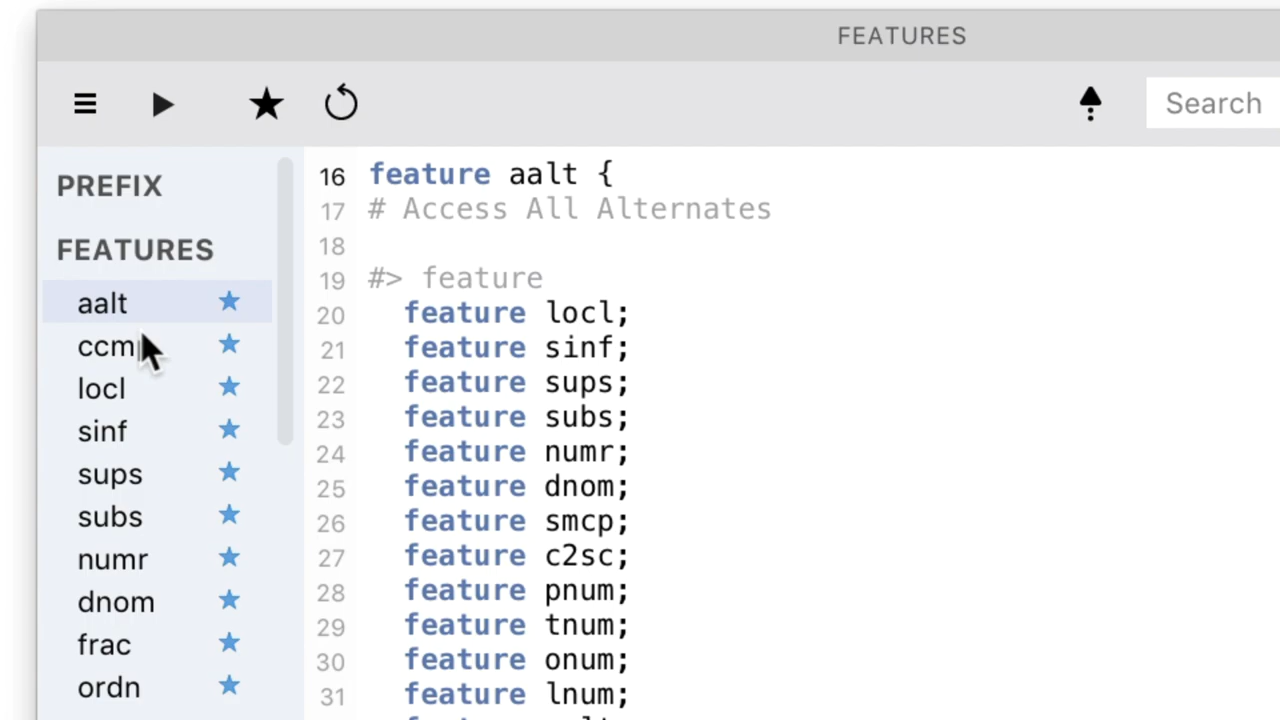 FEATURES
Search
PREFIX
FEATURES
aalt
ccm
locl
sinf
sups
subs
numr
dnom
frac
ordn
16 feature aalt {
17 # Access All Alternates
18
19 #> feature
20 feature locl;
21 feature sinf;
22 feature sups;
23 feature subs;
24 feature numr;
25 feature dnom;
26 feature smcp;
27 feature c2sc;
28 feature pnum;
29 feature tnum;
30 feature onum;
31 feature lnum;